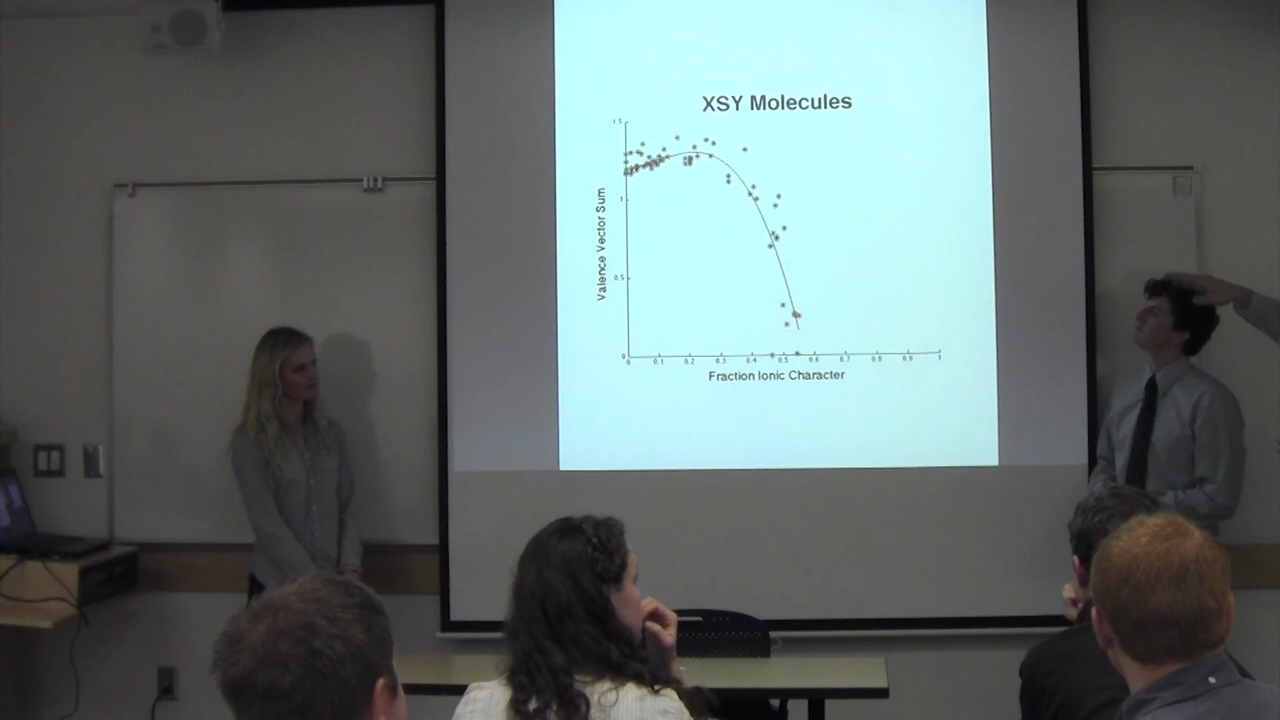 XSY Molecules
1.5
1
0.5
0
Valence Vector Sum
0 0.1 0.2 0.3 0.4 0.5 0.6 0.7 0.8 0.9 1
Fraction Ionic Character